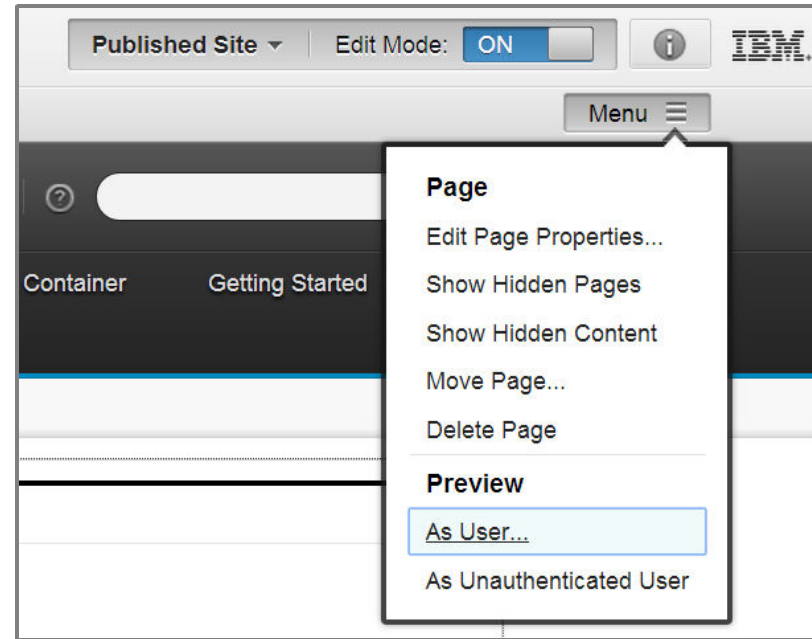 Published Site Edit Mode: ON IBM.
Menu
Page
Edit Page Properties...
Container Getting Started Show Hidden Pages
Show Hidden Content
Move Page...
Delete Page
Preview
As User...
As Unauthenticated User